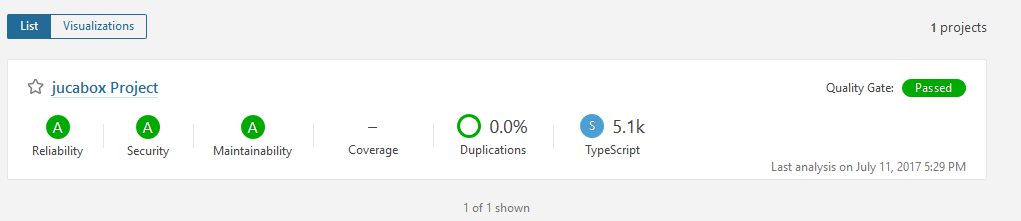 List Visualizations 1 projects
jucabox Project Quality Gate: Passed
A A A – 0.0% S 5.1k
Reliability Security Maintainability Coverage Duplications TypeScript
Last analysis on July 11, 2017 5:29 PM
1 of 1 shown